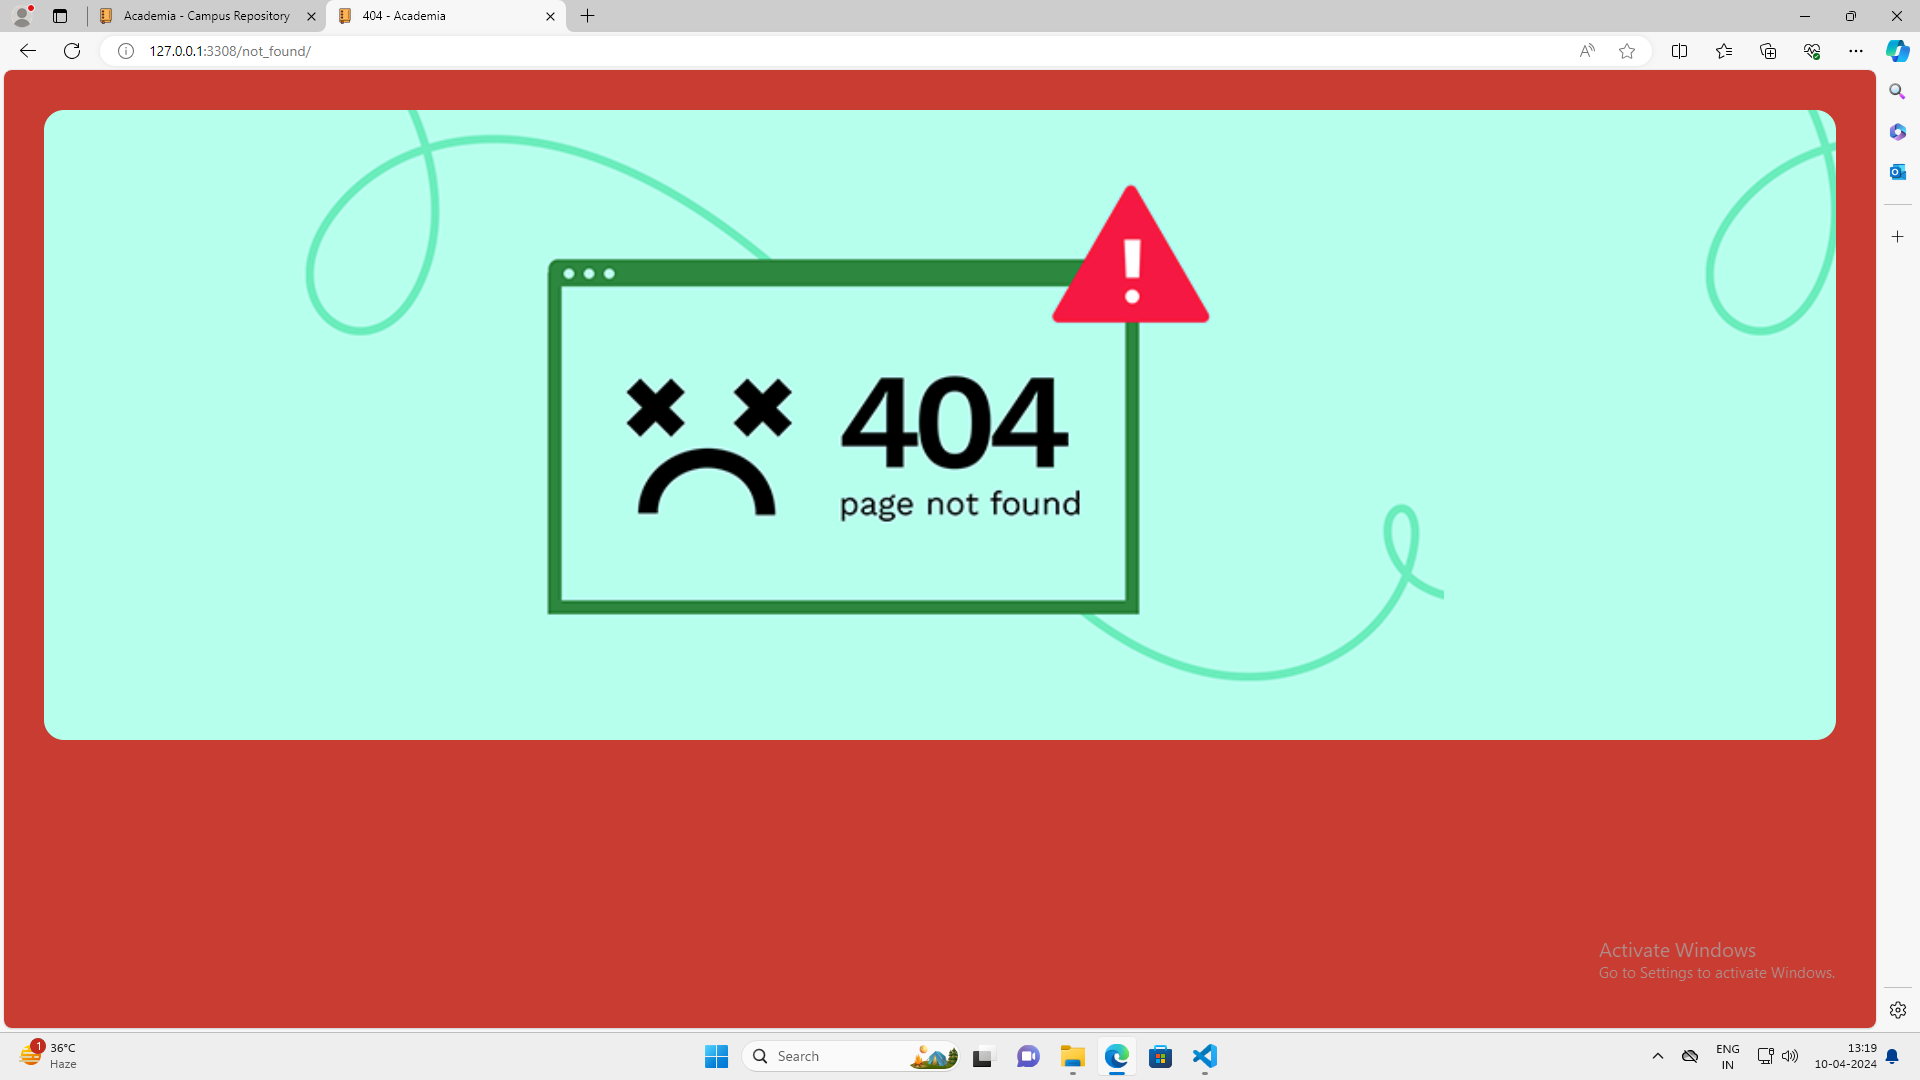 Academia - Campus Repository
404 - Academia
127.0.0.1:3308/not_found/
!
404
page not found
Activate Windows
Go to Settings to activate Windows.
1
36°C
Haze
Search
ENG
IN
13:19
10-04-2024